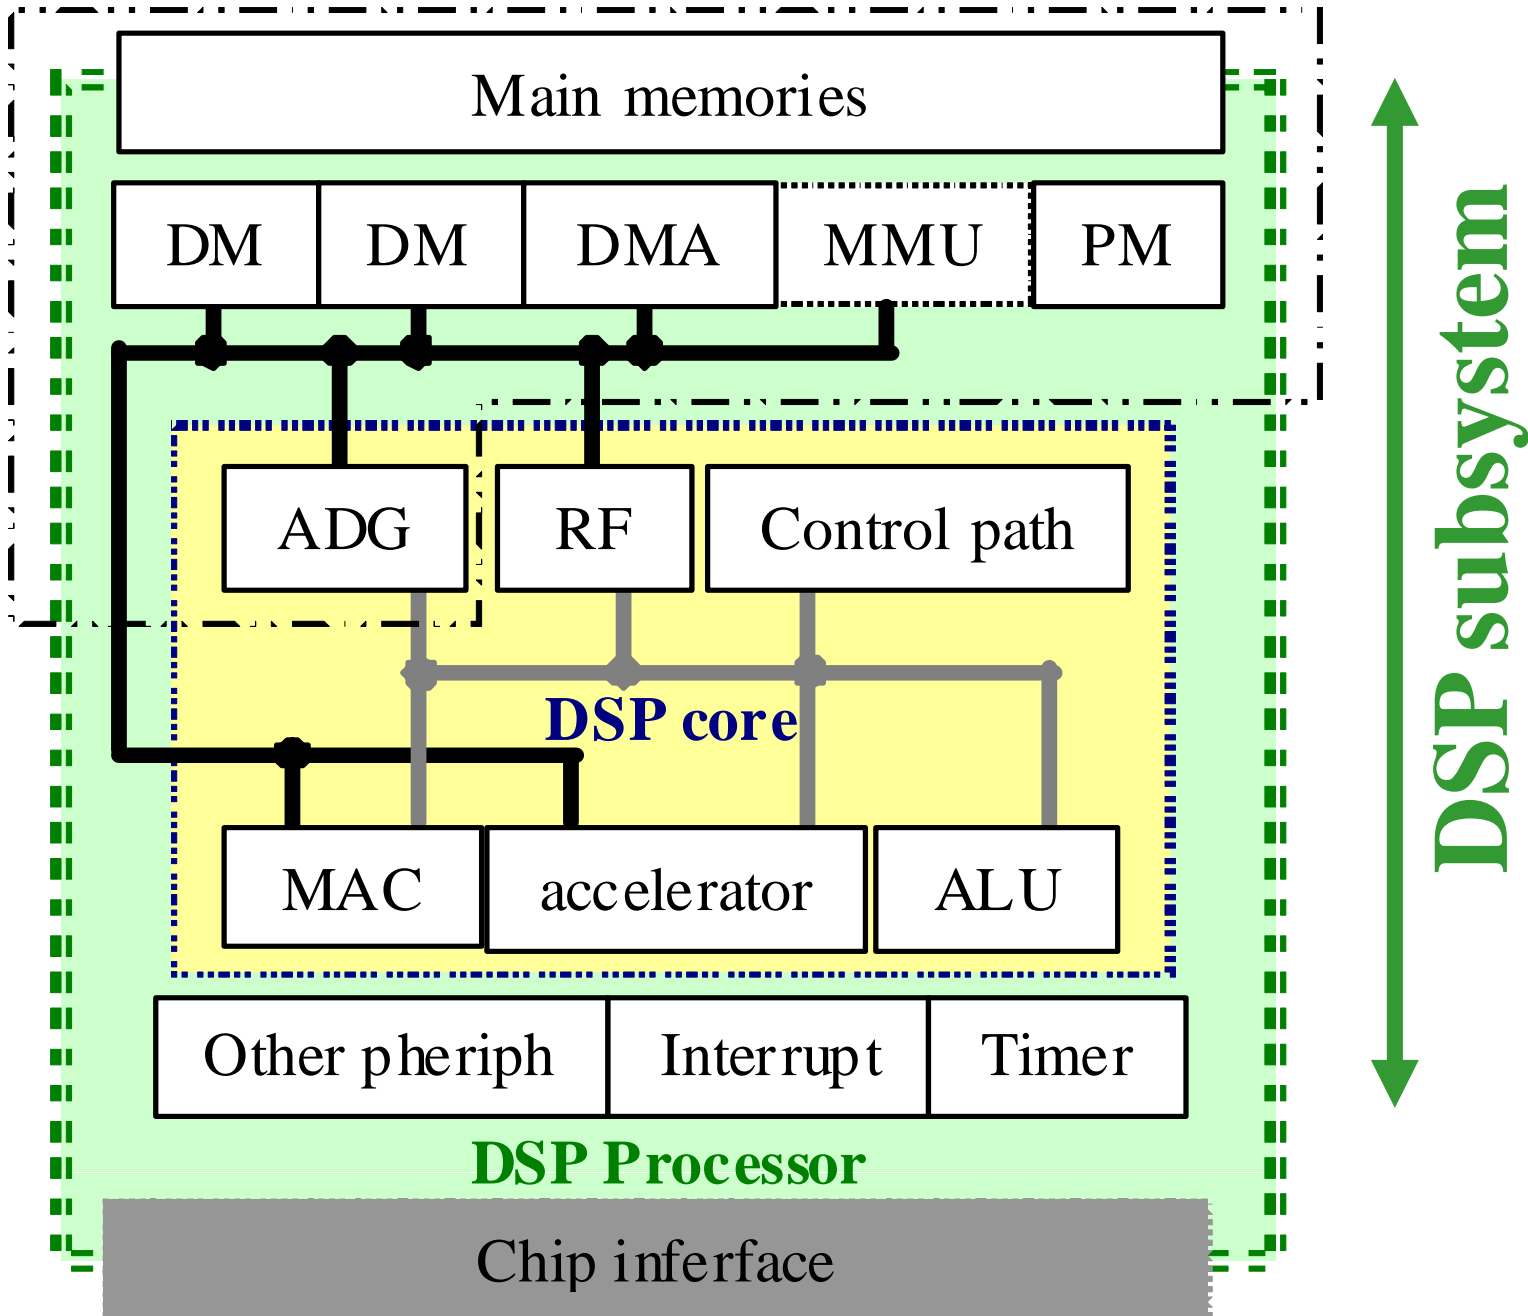 Main memories
DM
DM
DMA
MMU
PM
ADG
RF
Control path
DSP core
MAC
accelerator
ALU
Other pheriph
Interrupt
Timer
DSP Processor
Chip inferface
DSP subsystem